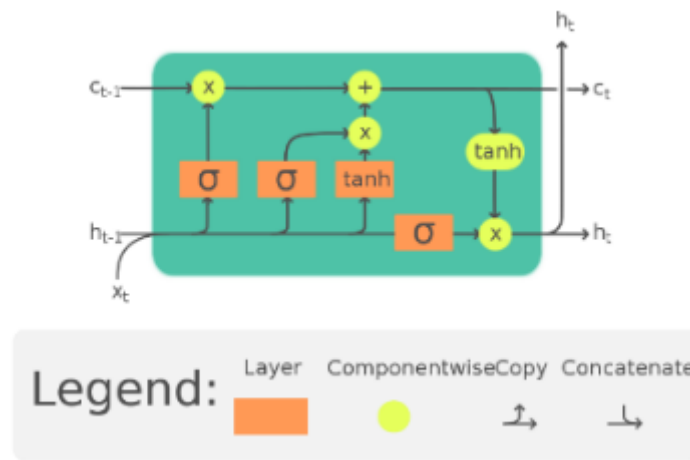 h_t
c_{t-1} x + c_t
x
tanh
σ σ tanh
h_{t-1} σ x h_t
x_t
Legend:
Layer ComponentwiseCopy Concatenate